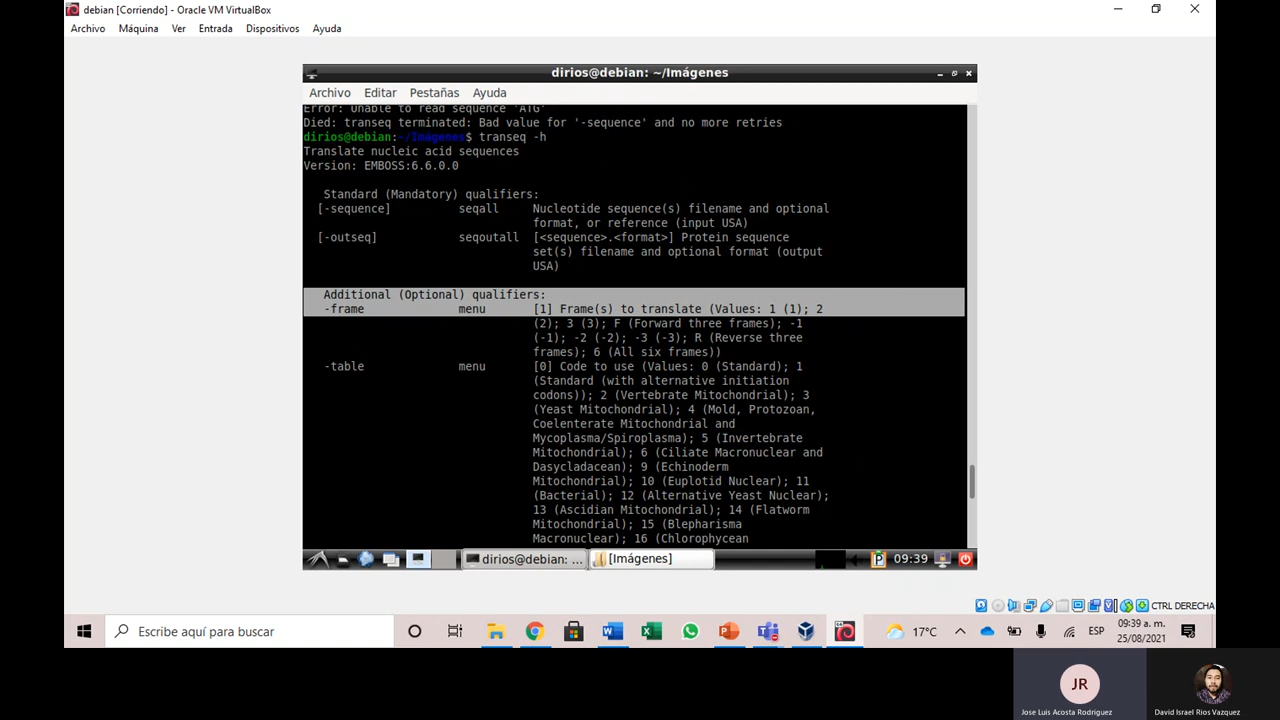 debian [Corriendo] - Oracle VM VirtualBox
Archivo Máquina Ver Entrada Dispositivos Ayuda
dirios@debian: ~/Imágenes
Archivo Editar Pestañas Ayuda
Error: Unable to read sequence 'ATG'
Died: transeq terminated: Bad value for '-sequence' and no more retries
dirios@debian:~/Imágenes$ transeq -h
Translate nucleic acid sequences
Version: EMBOSS:6.6.0.0
Standard (Mandatory) qualifiers:
[-sequence] seqall Nucleotide sequence(s) filename and optional
format, or reference (input USA)
[-outseq] seqoutall [<sequence>.<format>] Protein sequence
set(s) filename and optional format (output
USA)
Additional (Optional) qualifiers:
-frame menu [1] Frame(s) to translate (Values: 1 (1); 2
(2); 3 (3); F (Forward three frames); -1
(-1); -2 (-2); -3 (-3); R (Reverse three
frames); 6 (All six frames))
-table menu [0] Code to use (Values: 0 (Standard); 1
(Standard (with alternative initiation
codons)); 2 (Vertebrate Mitochondrial); 3
(Yeast Mitochondrial); 4 (Mold, Protozoan,
Coelenterate Mitochondrial and
Mycoplasma/Spiroplasma); 5 (Invertebrate
Mitochondrial); 6 (Ciliate Macronuclear and
Dasycladacean); 9 (Echinoderm
Mitochondrial); 10 (Euplotid Nuclear); 11
(Bacterial); 12 (Alternative Yeast Nuclear);
13 (Ascidian Mitochondrial); 14 (Flatworm
Mitochondrial); 15 (Blepharisma
Macronuclear); 16 (Chlorophycean
dirios@debian: ... [Imágenes] 09:39
CTRL DERECHA
Escribe aquí para buscar 17°C ESP 09:39 a. m.
25/08/2021
JR
Jose Luis Acosta Rodriguez David Israel Rios Vazquez